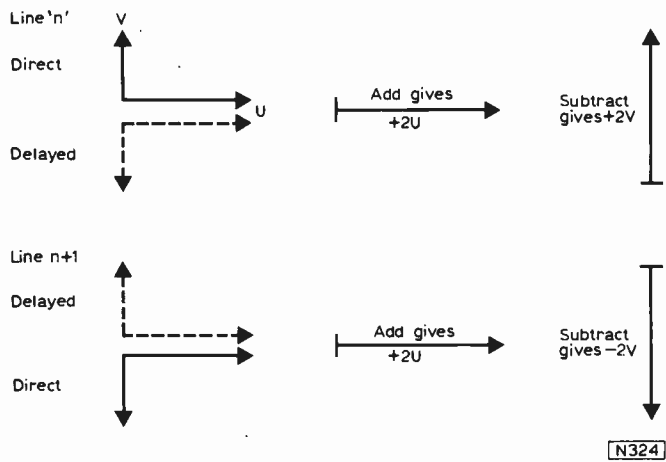 Line 'n'
V
Direct
U
Delayed
Add gives
+2U
Subtract
gives+2V
Line n+1
Delayed
Direct
Add gives
+2U
Subtract
gives−2V
N324